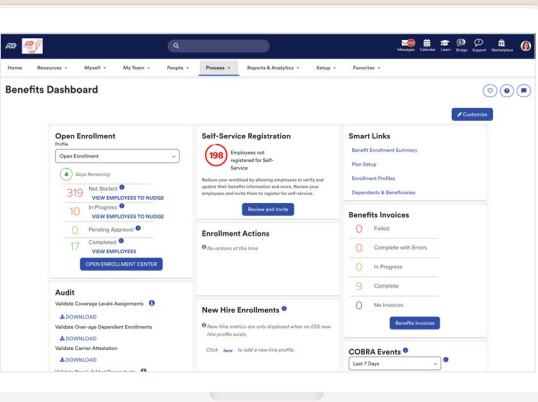 ADP
Messages
Calendar
Learn
Bridge
Support
Marketplace
Home
Resources
Myself
My Team
People
Process
Reports & Analytics
Setup
Favorites
Benefits Dashboard
Customize
Open Enrollment
Profile
Open Enrollment
4 Days Remaining
319 Not Started
VIEW EMPLOYEES TO NUDGE
10 In-Progress
VIEW EMPLOYEES TO NUDGE
0 Pending Approval
17 Completed
VIEW EMPLOYEES
OPEN ENROLLMENT CENTER
Audit
Validate Coverage Levels Assignments
DOWNLOAD
Validate Over-age Dependent Enrollments
DOWNLOAD
Validate Carrier Attestation
DOWNLOAD
Self-Service Registration
198
Employees not
registered for Self-
Service
Reduce your workload by allowing employees to verify and
update their benefits information and more. Review your
employees and invite them to register for self-service.
Review and Invite
Enrollment Actions
No actions at this time
New Hire Enrollments
New Hire metrics are only displayed when an ESS new
hire profile exists.
Click here to add a new hire profile.
Smart Links
Benefit Enrollment Summary
Plan Setup
Enrollment Profiles
Dependents & Beneficiaries
Benefits Invoices
0 Failed
0 Complete with Errors
0 In Progress
9 Complete
0 No Invoices
Benefits Invoices
COBRA Events
Last 7 Days